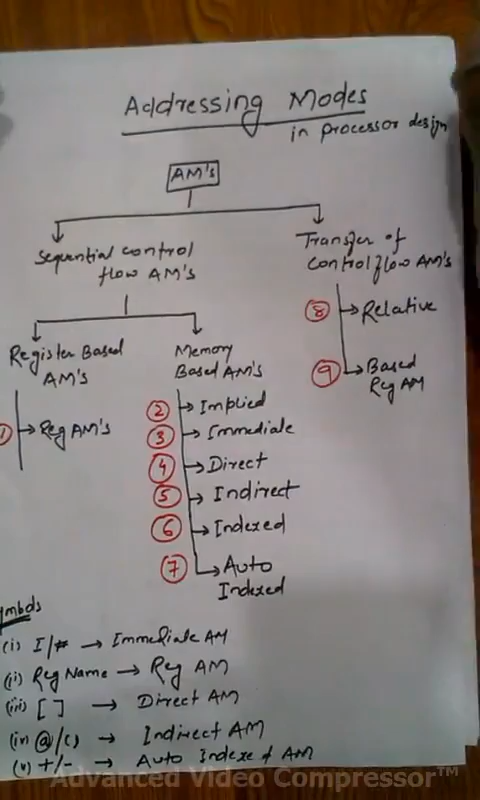 Addressing Modes
in processor design
AM's
Sequential control
flow AM's
Transfer of
Control flow AM's
8 Relative
9 Based
Reg AM
Register Based
AM's
1 Reg AM's
Memory
Based AM's
2 Implied
3 Immediate
4 Direct
5 Indirect
6 Indexed
7 Auto
Indexed
ymbols
(i) I/# → Immediate AM
(ii) Reg Name → Reg AM
(iii) [ ] → Direct AM
(iv) @/() → Indirect AM
(v) +/- → Auto Indexed AM
Advanced Video Compressor™